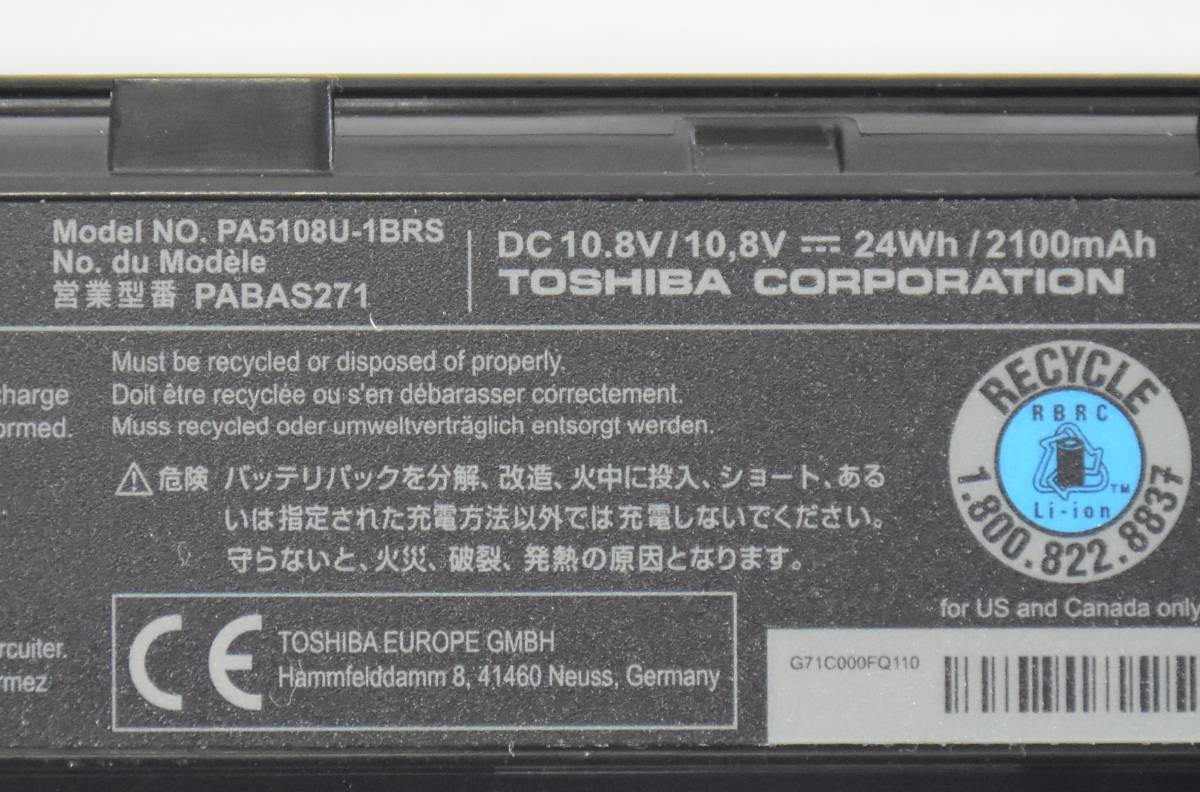 Model NO. PA5108U-1BRS
No. du Modèle
営業型番 PABAS271
DC 10.8V/10,8V ⎓ 24Wh/2100mAh
TOSHIBA CORPORATION
charge
ormed.
Must be recycled or disposed of properly.
Doit être recyclée ou s'en débarasser correctement.
Muss recycled oder umweltverträglich entsorgt werden.
⚠危険 バッテリパックを分解、改造、火中に投入、ショート、ある
いは指定された充電方法以外では充電しないでください。
守らないと、火災、破裂、発熱の原因となります。
RECYCLE
RBRC
TM
Li-ion
1.800.822.8837
for US and Canada only
rcuiter.
rmez
CE
TOSHIBA EUROPE GMBH
Hammfelddamm 8, 41460 Neuss, Germany
G71C000FQ110